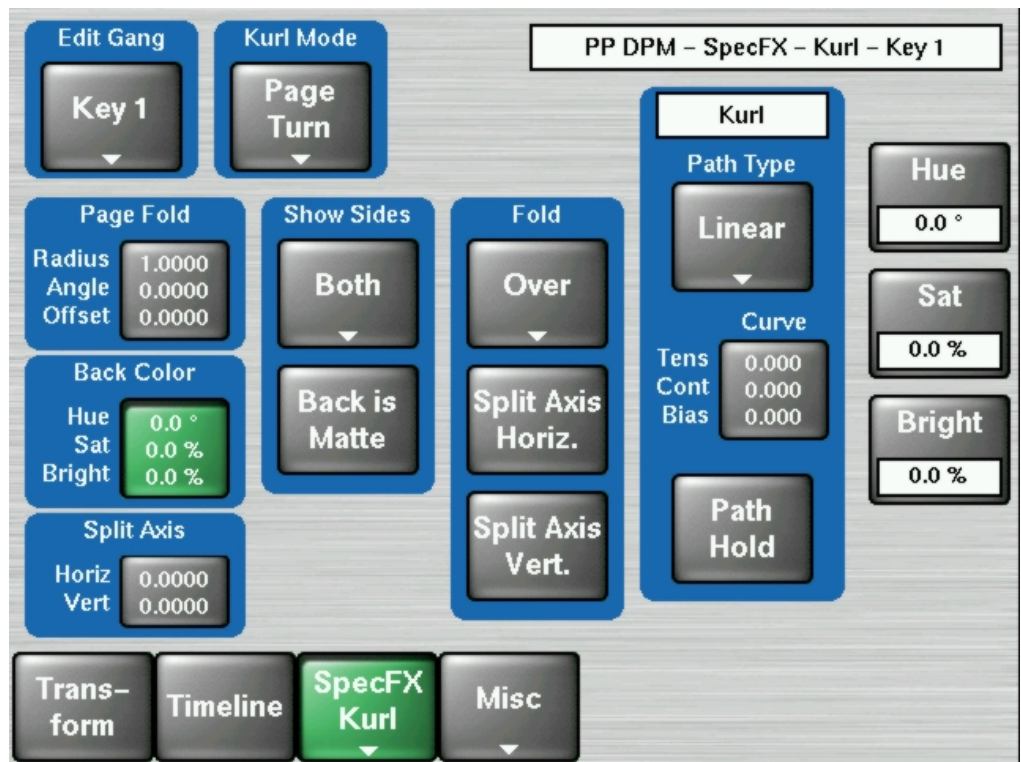 Edit Gang
Key 1
Kurl Mode
Page
Turn
PP DPM – SpecFX – Kurl – Key 1
Page Fold
Radius 1.0000
Angle 0.0000
Offset 0.0000
Back Color
Hue 0.0 °
Sat 0.0 %
Bright 0.0 %
Split Axis
Horiz 0.0000
Vert 0.0000
Show Sides
Both
Back is
Matte
Fold
Over
Split Axis
Horiz.
Split Axis
Vert.
Kurl
Path Type
Linear
Curve
Tens 0.000
Cont 0.000
Bias 0.000
Path
Hold
Hue
0.0 °
Sat
0.0 %
Bright
0.0 %
Trans–
form
Timeline
SpecFX
Kurl
Misc